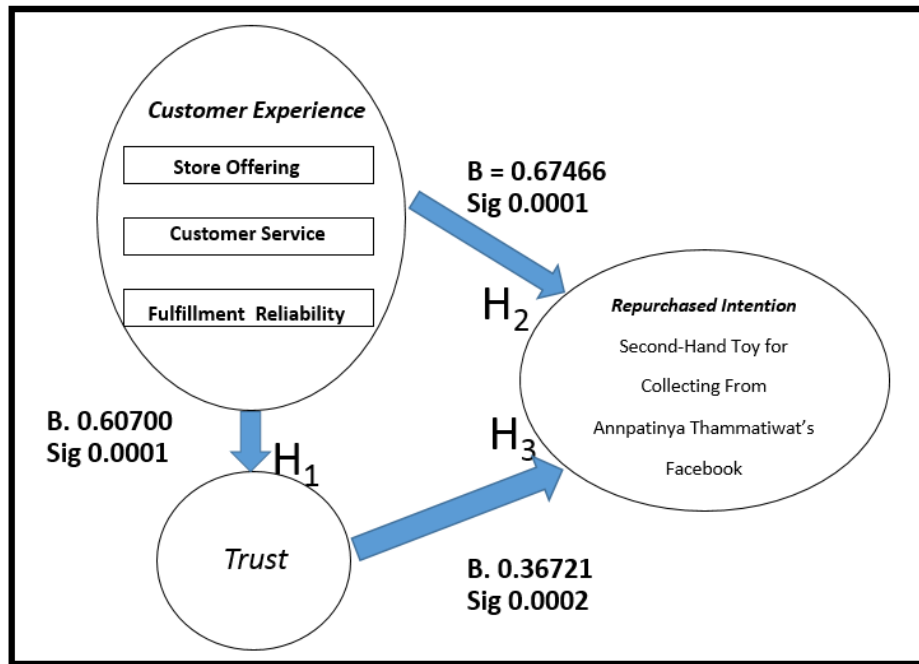 Customer Experience
Store Offering
Customer Service
Fulfillment Reliability
B = 0.67466
Sig 0.0001
H2
Repurchased Intention
Second-Hand Toy for
Collecting From
Annpatinya Thammatiwat's
Facebook
B. 0.60700
Sig 0.0001
H1
H3
Trust
B. 0.36721
Sig 0.0002